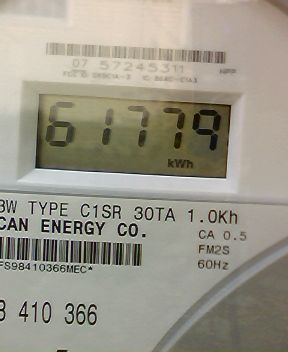 07 57245311
61779
kWh
3W TYPE C1SR 30TA 1.0Kh
CAN ENERGY CO.
CA 0.5
FM2S
60Hz
FS98410366MEC*
410 366